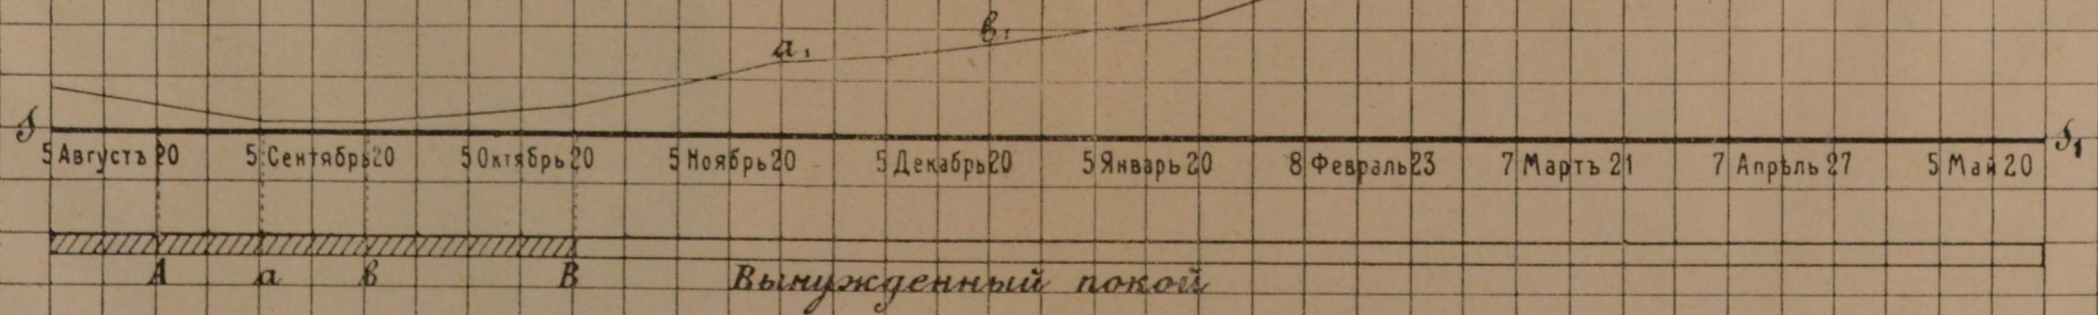 а, в,
S S₁
5 Августъ 20 5 Сентябрь 20 5 Октябрь 20 5 Ноябрь 20 5 Декабрь 20 5 Январь 20 8 Февраль 23 7 Мартъ 21 7 Апрѣль 27 5 Май 20
А а в В Вынужденный покой